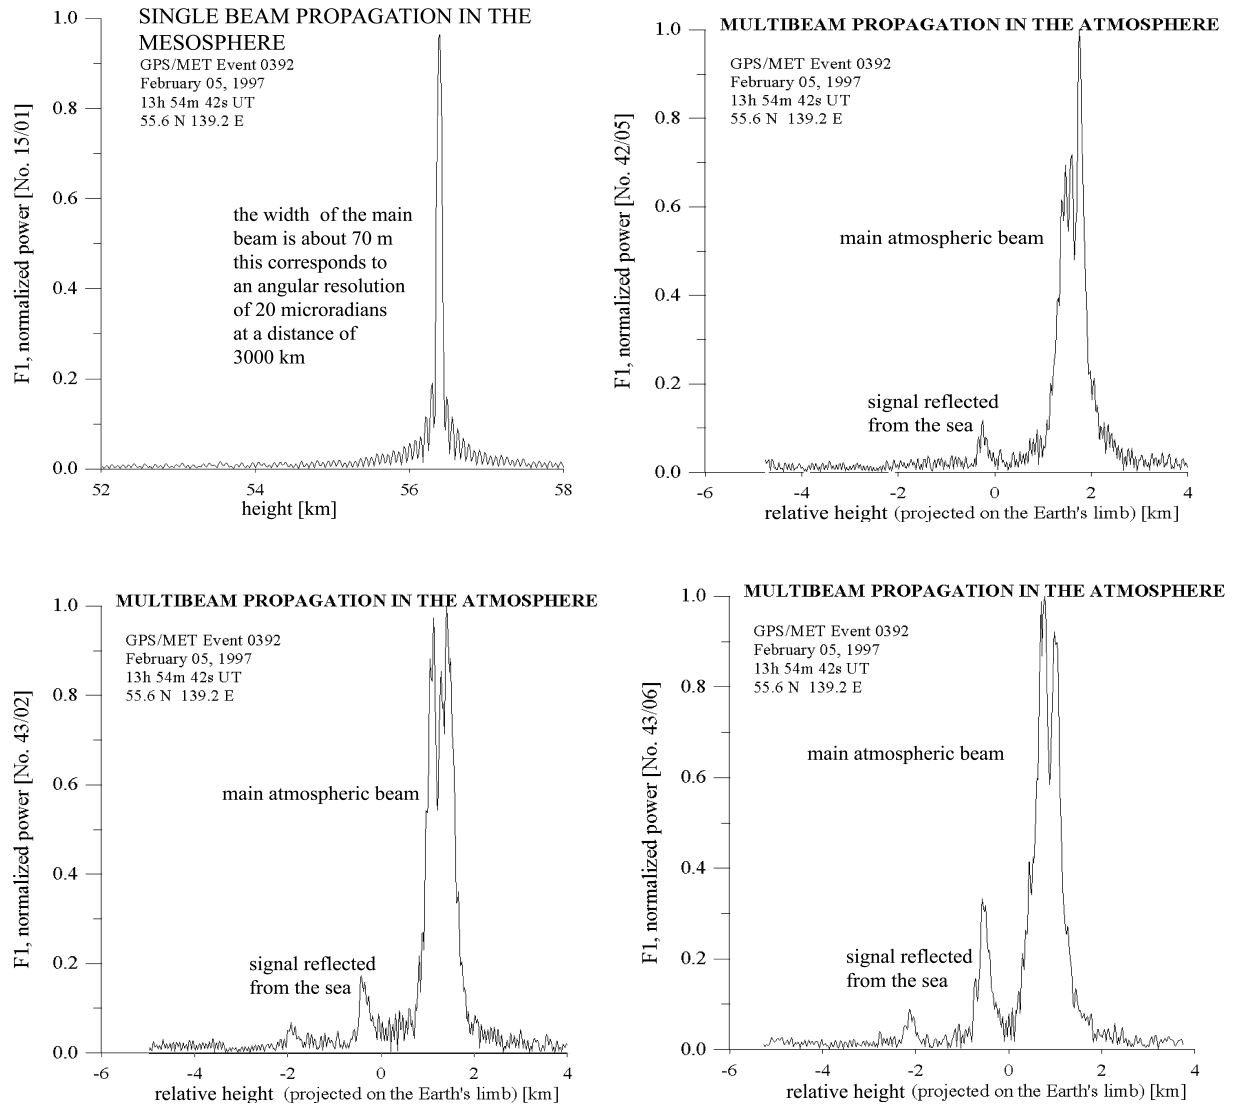 SINGLE BEAM PROPAGATION IN THE
MESOSPHERE
GPS/MET Event 0392
February 05, 1997
13h 54m 42s UT
55.6 N 139.2 E
the width of the main
beam is about 70 m
this corresponds to
an angular resolution
of 20 microradians
at a distance of
3000 km
F1, normalized power [No. 15/01]
1.0
0.8
0.6
0.4
0.2
0.0
52 54 56 58
height [km]
MULTIBEAM PROPAGATION IN THE ATMOSPHERE
GPS/MET Event 0392
February 05, 1997
13h 54m 42s UT
55.6 N 139.2 E
main atmospheric beam
signal reflected
from the sea
F1, normalized power [No. 42/05]
1.0
0.8
0.6
0.4
0.2
0.0
-6 -4 -2 0 2 4
relative height (projected on the Earth's limb) [km]
MULTIBEAM PROPAGATION IN THE ATMOSPHERE
GPS/MET Event 0392
February 05, 1997
13h 54m 42s UT
55.6 N 139.2 E
main atmospheric beam
signal reflected
from the sea
F1, normalized power [No. 43/02]
1.0
0.8
0.6
0.4
0.2
0.0
-6 -4 -2 0 2 4
relative height (projected on the Earth's limb) [km]
MULTIBEAM PROPAGATION IN THE ATMOSPHERE
GPS/MET Event 0392
February 05, 1997
13h 54m 42s UT
55.6 N 139.2 E
main atmospheric beam
signal reflected
from the sea
F1, normalized power [No. 43/06]
1.0
0.8
0.6
0.4
0.2
0.0
-6 -4 -2 0 2 4
relative height (projected on the Earth's limb) [km]